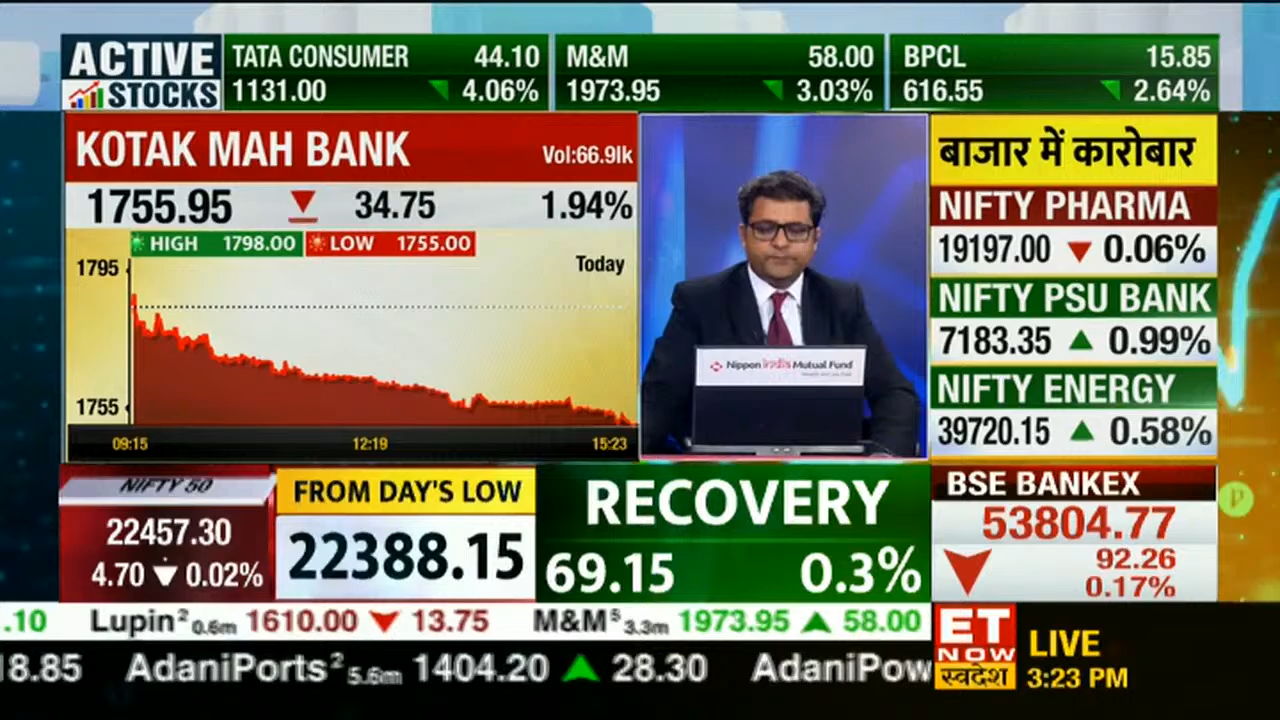 ACTIVE STOCKS
TATA CONSUMER 44.10
1131.00 4.06%
M&M 58.00
1973.95 3.03%
BPCL 15.85
616.55 2.64%
KOTAK MAH BANK Vol:66.9lk
1755.95 34.75 1.94%
HIGH 1798.00 LOW 1755.00
Today
1795
1755
09:15 12:19 15:23
Nippon india Mutual Fund
बाजार में कारोबार
NIFTY PHARMA
19197.00 0.06%
NIFTY PSU BANK
7183.35 0.99%
NIFTY ENERGY
39720.15 0.58%
NIFTY 50
22457.30
4.70 0.02%
FROM DAY'S LOW
22388.15
RECOVERY
69.15 0.3%
BSE BANKEX
53804.77
92.26
0.17%
.10 Lupin² 0.6m 1610.00 13.75 M&M⁵ 3.3m 1973.95 58.00
18.85 AdaniPorts² 5.6m 1404.20 28.30 AdaniPow
ET NOW स्वदेश
LIVE
3:23 PM